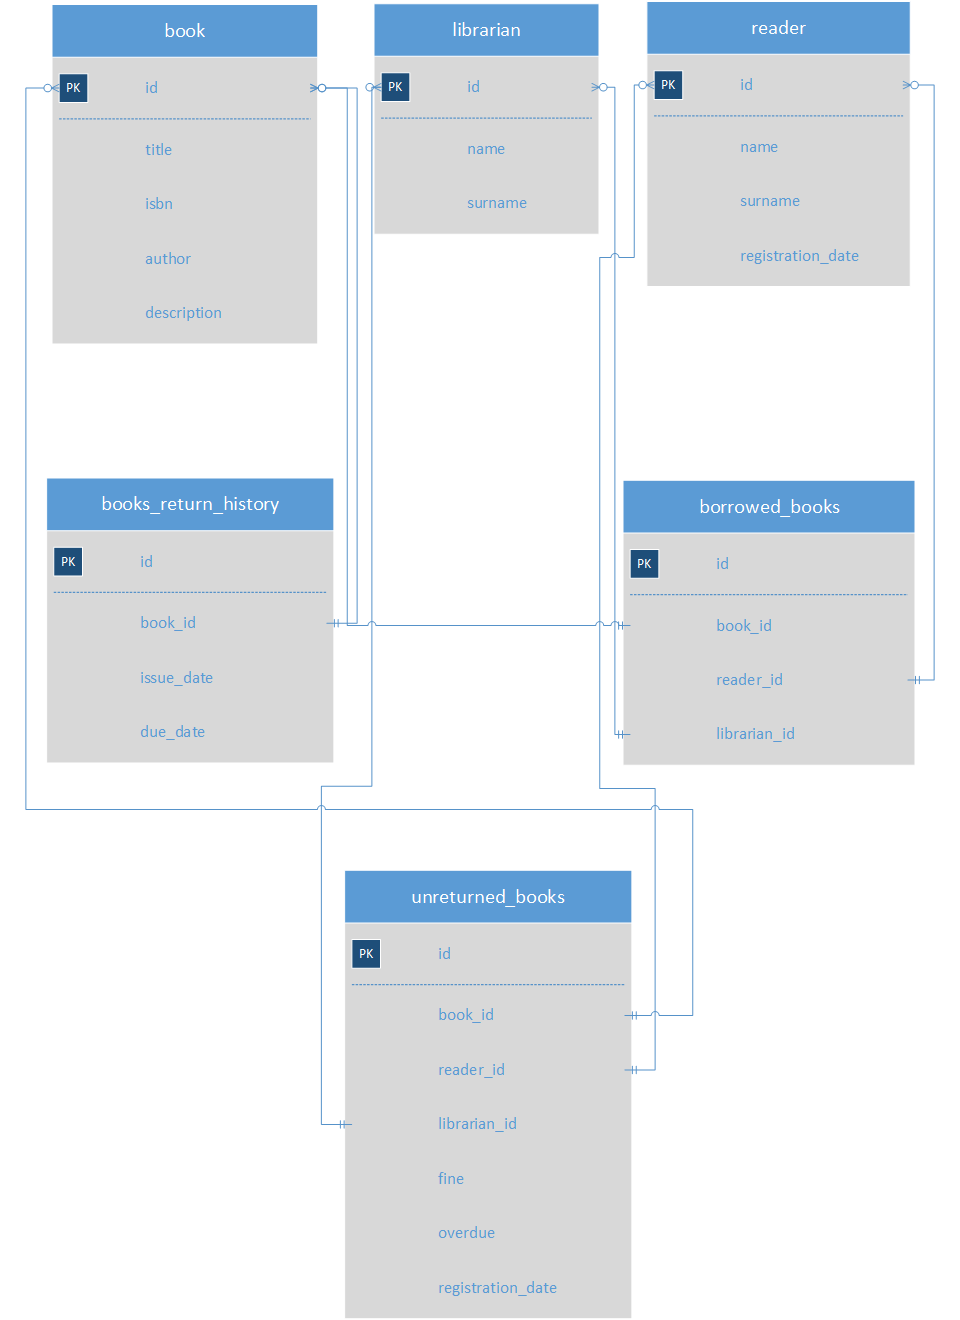 book
PK id
title
isbn
author
description
librarian
PK id
name
surname
reader
PK id
name
surname
registration_date
books_return_history
PK id
book_id
issue_date
due_date
borrowed_books
PK id
book_id
reader_id
librarian_id
unreturned_books
PK id
book_id
reader_id
librarian_id
fine
overdue
registration_date